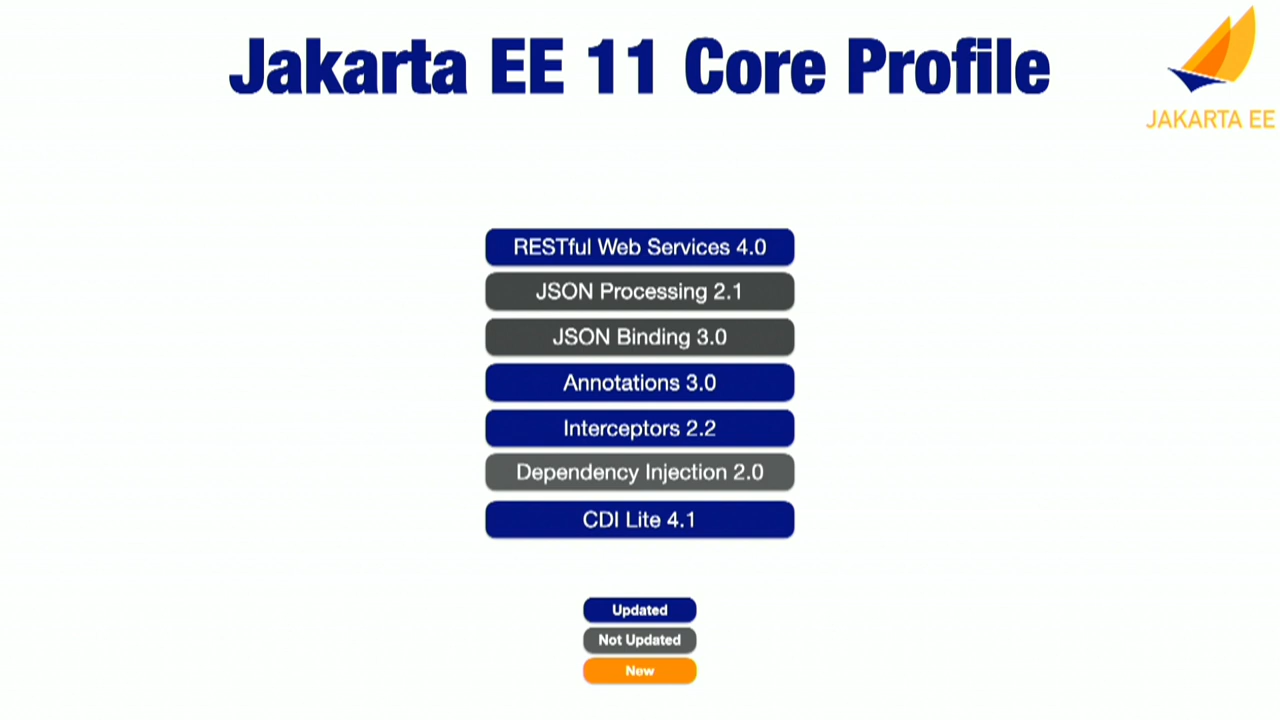 Jakarta EE 11 Core Profile
JAKARTA EE
RESTful Web Services 4.0
JSON Processing 2.1
JSON Binding 3.0
Annotations 3.0
Interceptors 2.2
Dependency Injection 2.0
CDI Lite 4.1
Updated
Not Updated
New